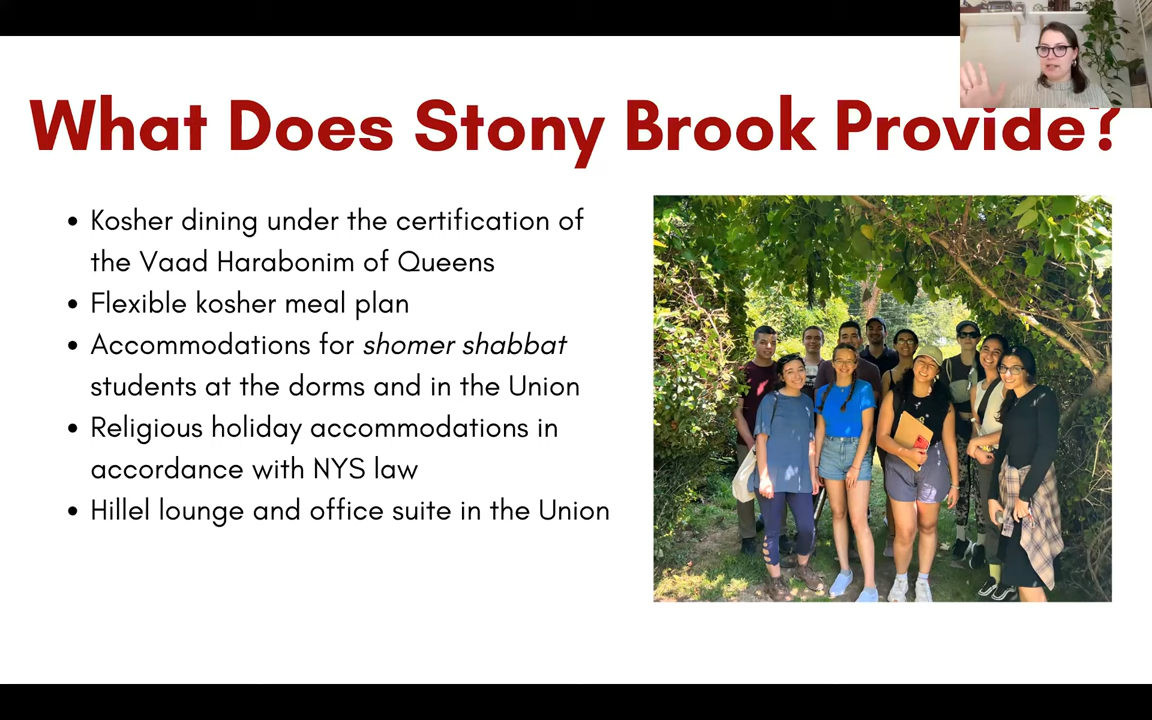 What Does Stony Brook Provide?
• Kosher dining under the certification of
the Vaad Harabonim of Queens
• Flexible kosher meal plan
• Accommodations for shomer shabbat
students at the dorms and in the Union
• Religious holiday accommodations in
accordance with NYS law
• Hillel lounge and office suite in the Union